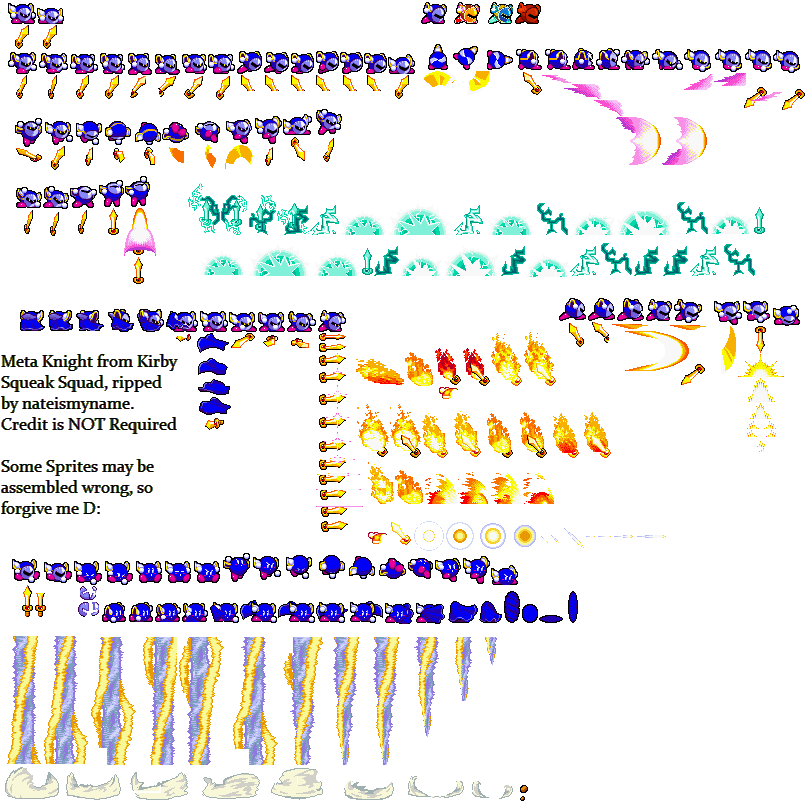 Meta Knight from Kirby
Squeak Squad, ripped
by nateismyname.
Credit is NOT Required
Some Sprites may be
assembled wrong, so
forgive me D: